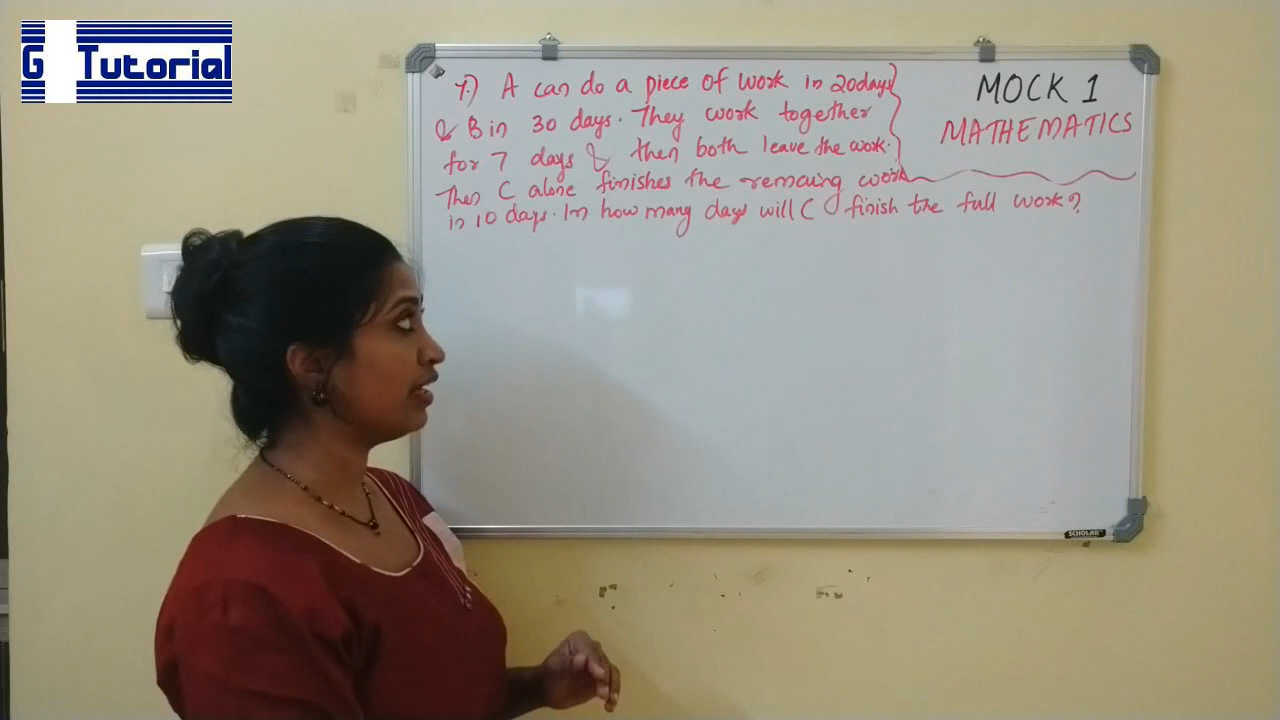 G Tutorial
7.) A can do a piece of work in 20days
& B in 30 days. They work together
for 7 days & then both leave the work.
Then C alone finishes the remaing work
in 10 days. In how many days will C finish the full work?
MOCK 1
MATHEMATICS
SCHOLAR